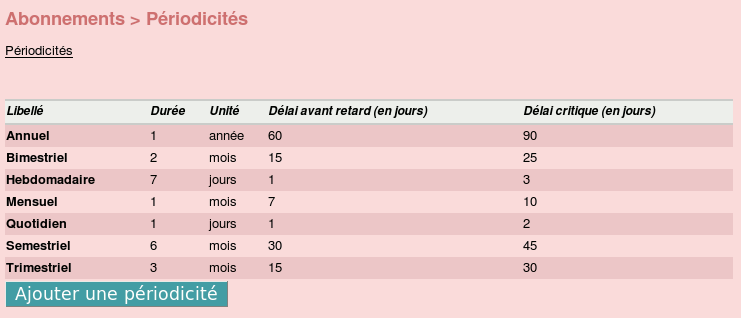 Abonnements > Périodicités
Périodicités
Libellé Durée Unité Délai avant retard (en jours) Délai critique (en jours)
Annuel 1 année 60 90
Bimestriel 2 mois 15 25
Hebdomadaire 7 jours 1 3
Mensuel 1 mois 7 10
Quotidien 1 jours 1 2
Semestriel 6 mois 30 45
Trimestriel 3 mois 15 30
Ajouter une périodicité